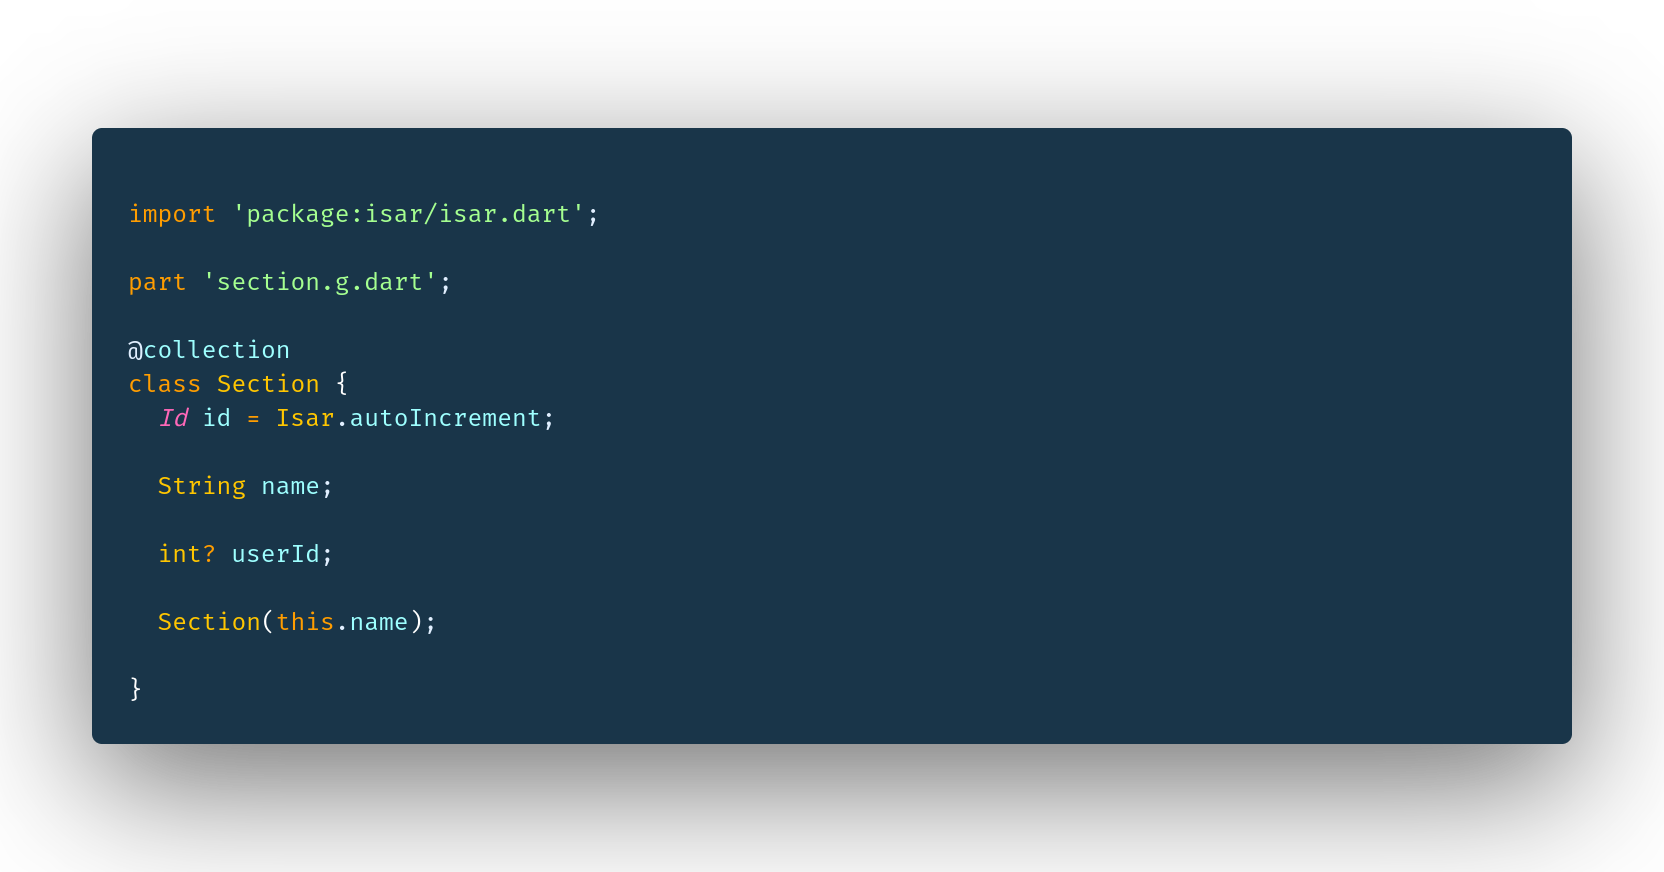 import 'package:isar/isar.dart';
part 'section.g.dart';
@collection
class Section {
  Id id = Isar.autoIncrement;
  String name;
  int? userId;
  Section(this.name);
}